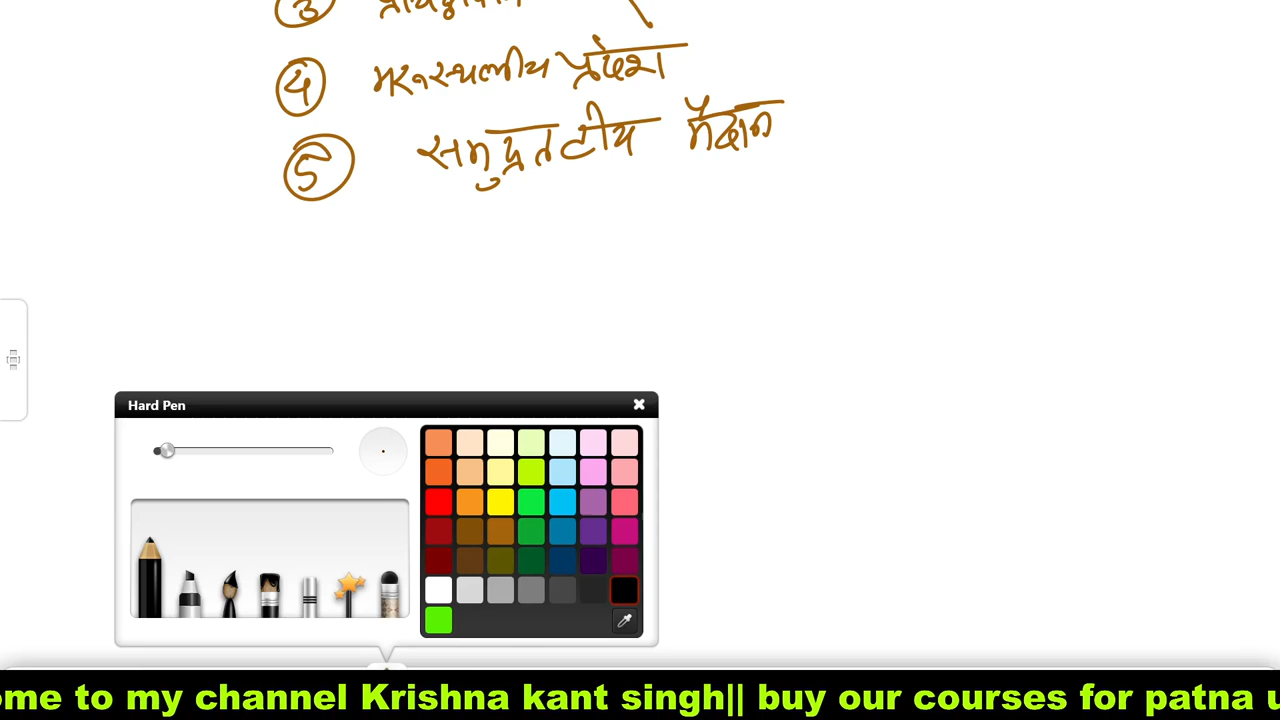 ③
④ मरुस्थलीय प्रदेश
⑤ समुद्रतटीय मैदान
Hard Pen
ome to my channel Krishna kant singh|| buy our courses for patna u